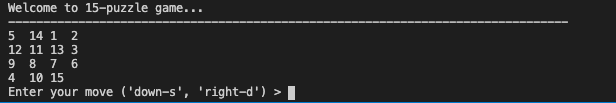 Welcome to 15-puzzle game...
--------------------------------------------------------------------------------
5  14 1  2
12 11 13 3
9  8  7  6
4  10 15
Enter your move ('down-s', 'right-d') >